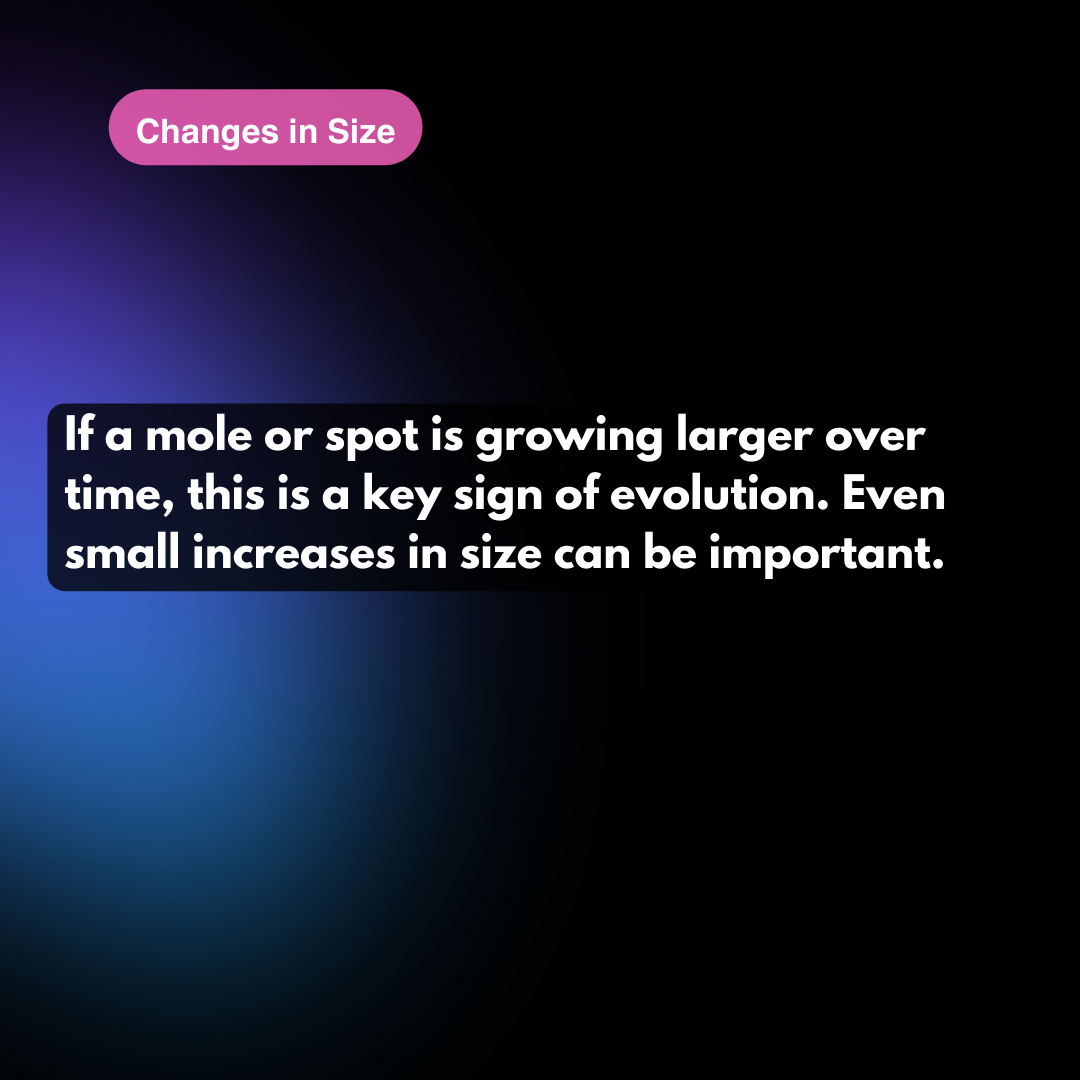 Changes in Size
If a mole or spot is growing larger over
time, this is a key sign of evolution. Even
small increases in size can be important.